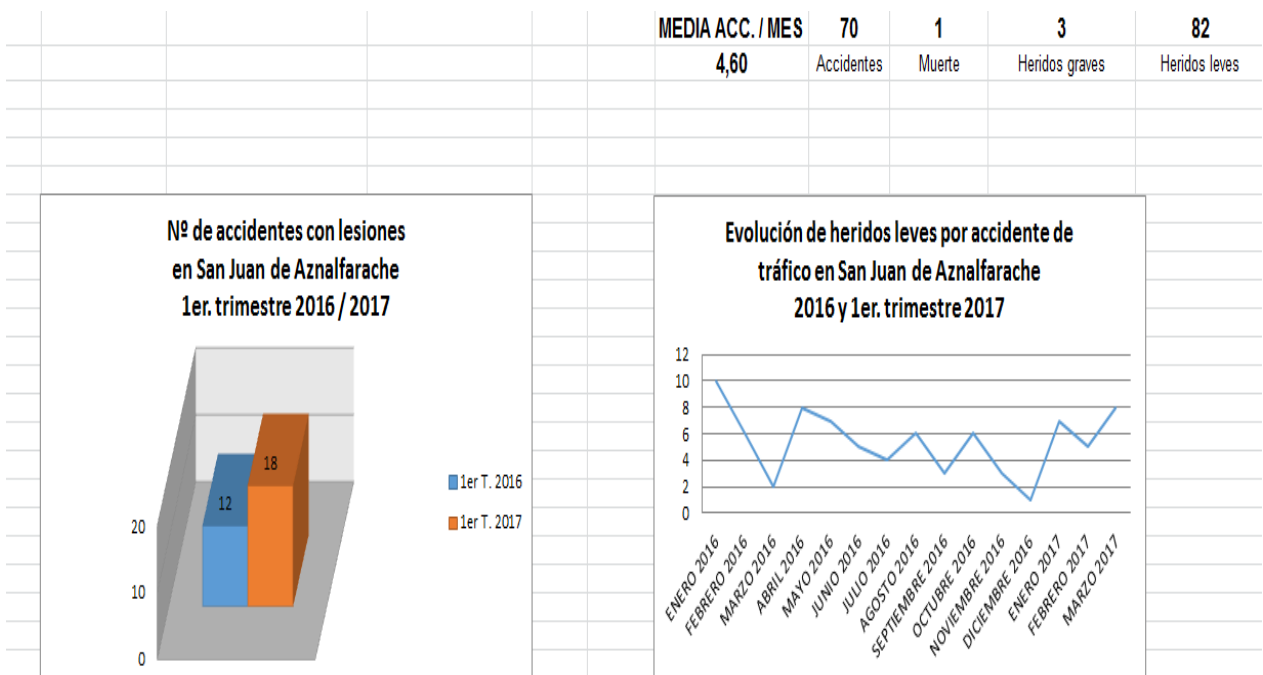 MEDIA ACC. / MES 70 1 3 82
4,60 Accidentes Muerte Heridos graves Heridos leves
Nº de accidentes con lesiones
en San Juan de Aznalfarache
1er. trimestre 2016 / 2017
18
12
20
10
0
1er T. 2016
1er T. 2017
Evolución de heridos leves por accidente de
tráfico en San Juan de Aznalfarache
2016 y 1er. trimestre 2017
12
10
8
6
4
2
0
ENERO 2016
FEBRERO 2016
MARZO 2016
ABRIL 2016
MAYO 2016
JUNIO 2016
JULIO 2016
AGOSTO 2016
SEPTIEMBRE 2016
OCTUBRE 2016
NOVIEMBRE 2016
DICIEMBRE 2016
ENERO 2017
FEBRERO 2017
MARZO 2017